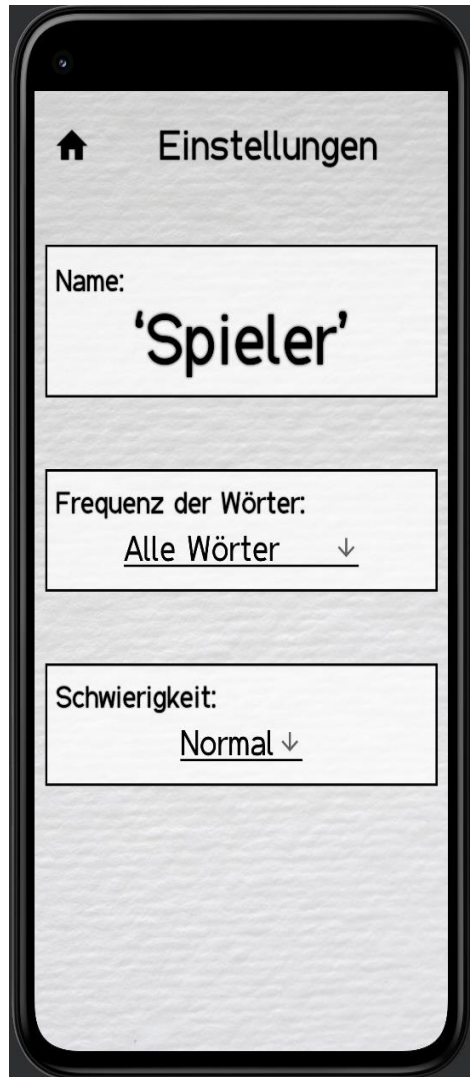 Einstellungen
Name:
‘Spieler’
Frequenz der Wörter:
Alle Wörter
Schwierigkeit:
Normal